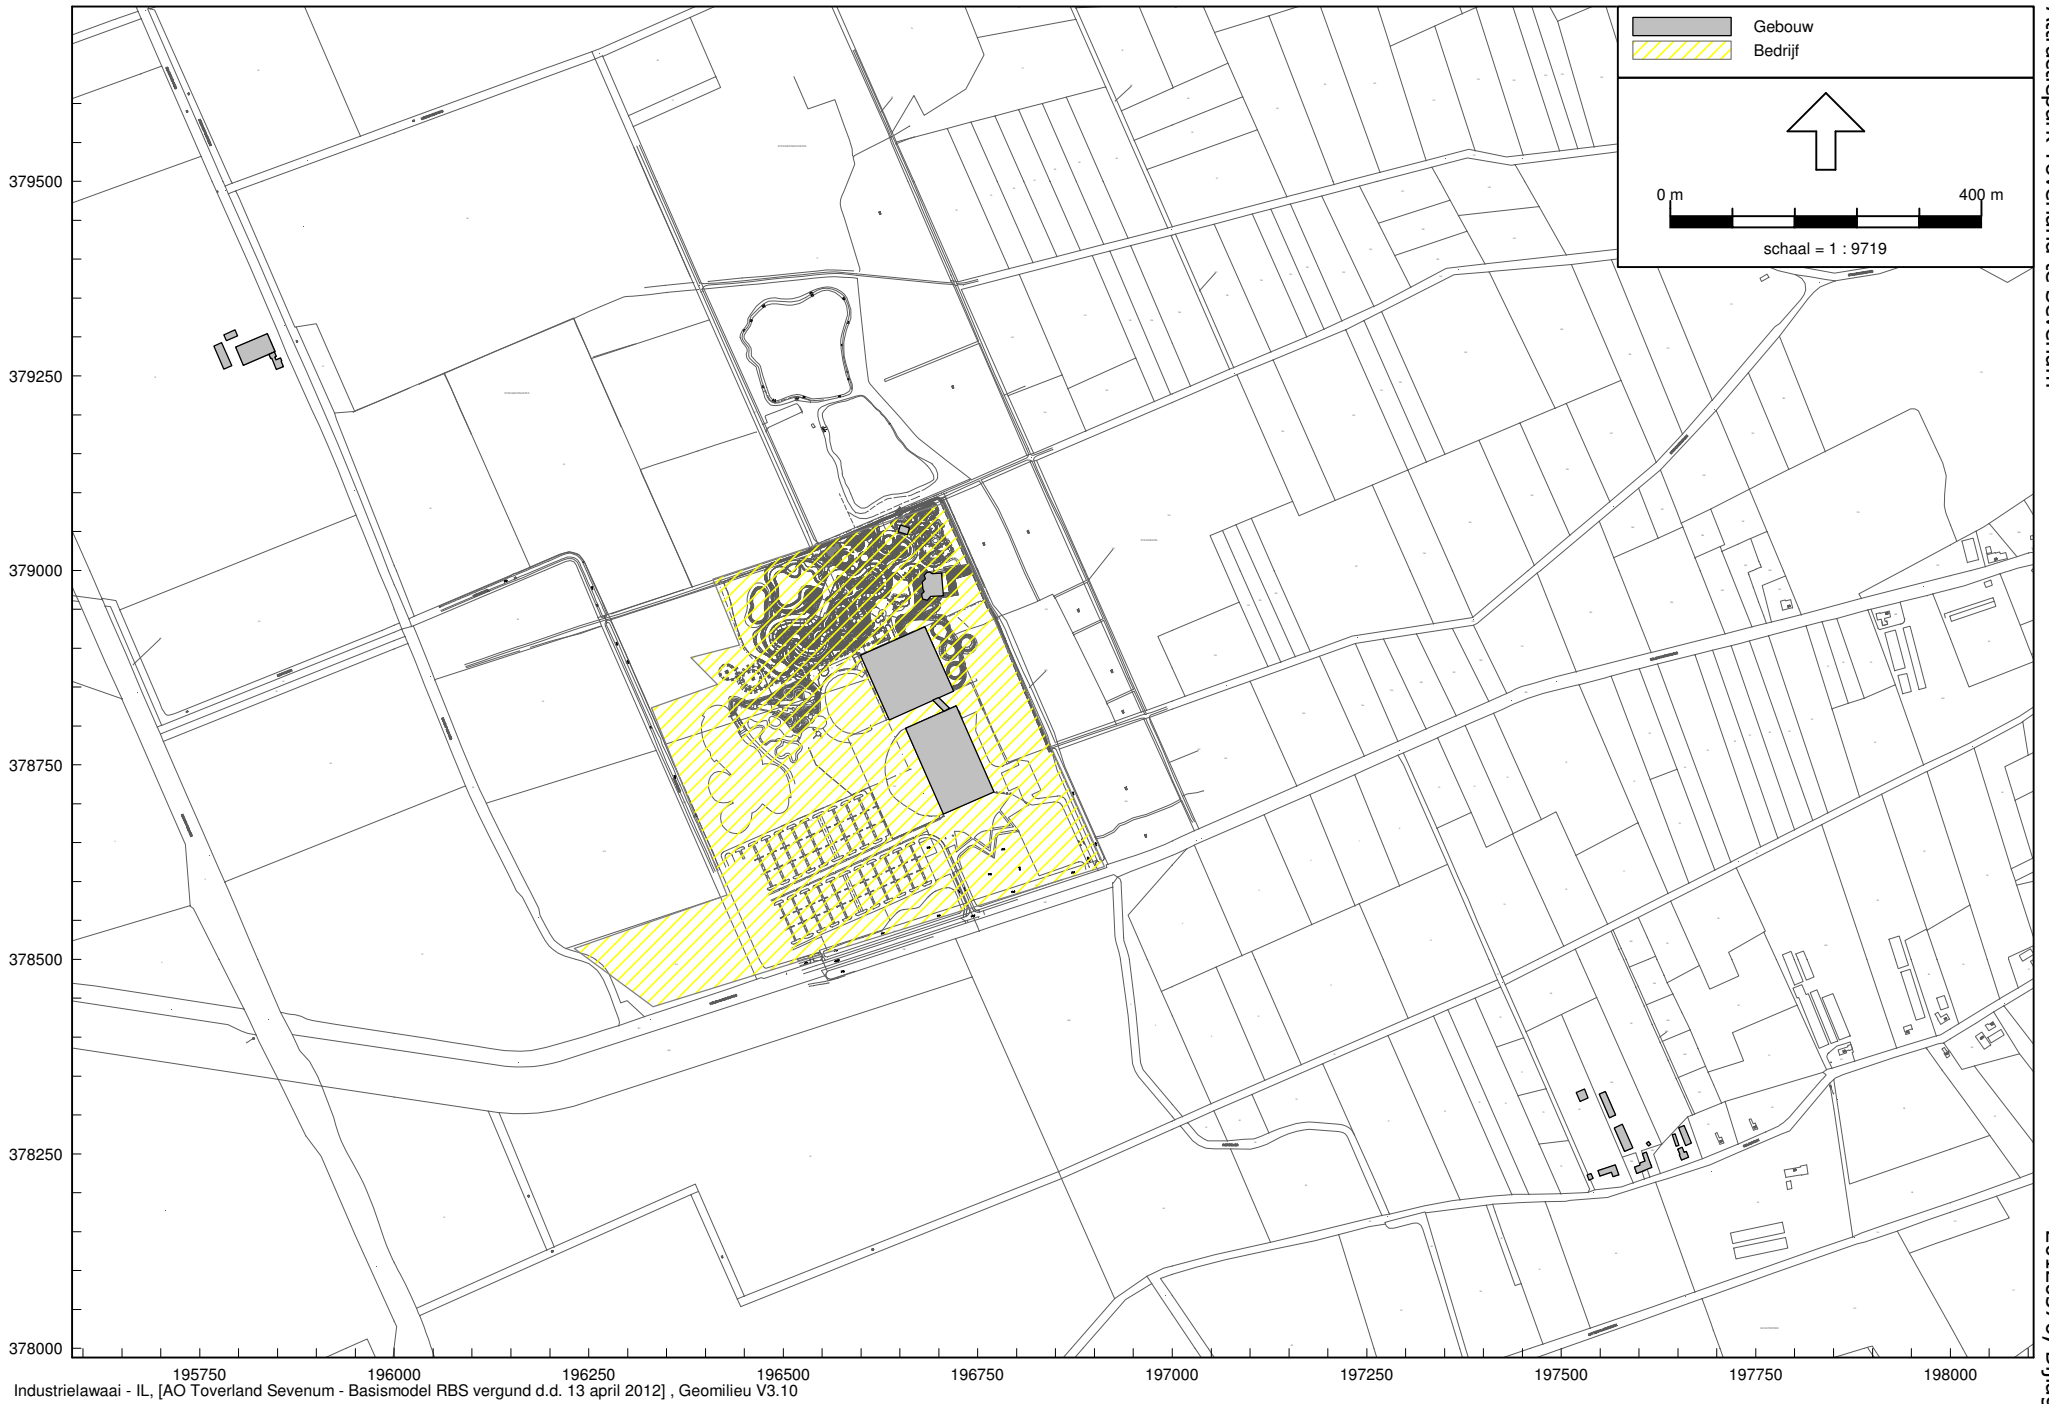 Gebouw
Bedrijf
0 m
400 m
schaal = 1 : 9719
379500
379250
379000
378750
378500
378250
378000
195750
196000
196250
196500
196750
197000
197250
197500
197750
198000
Industrielawaai - IL, [AO Toverland Sevenum - Basismodel RBS vergund d.d. 13 april 2012] , Geomilieu V3.10